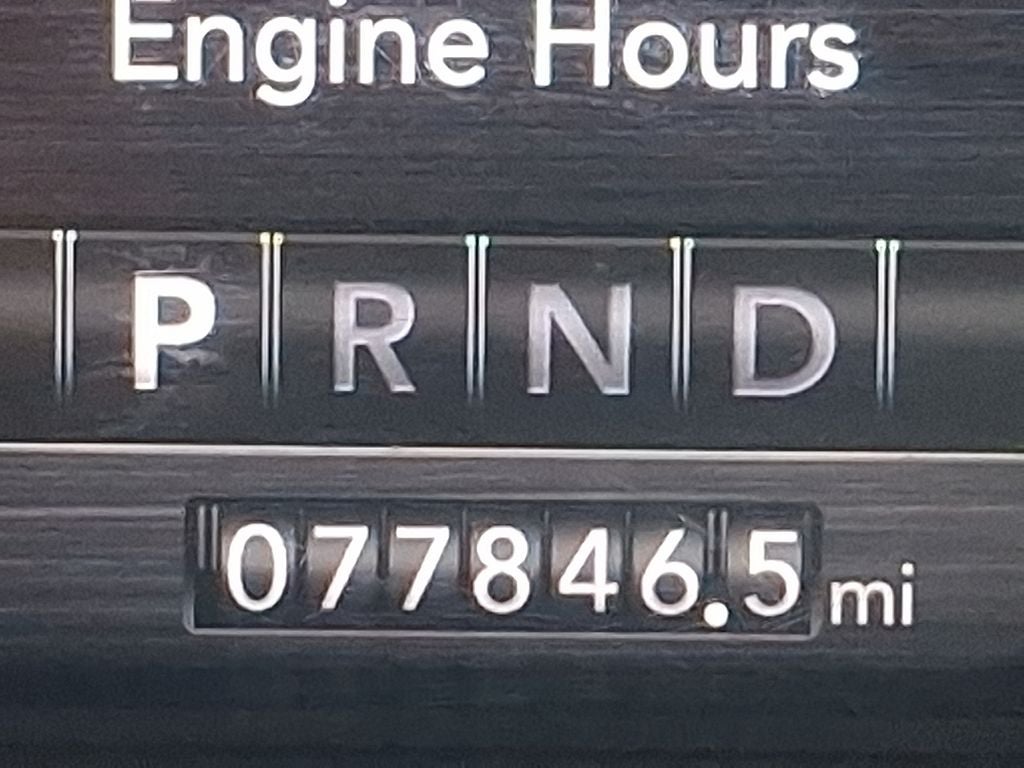 Engine Hours
P R N D
077846.5 mi